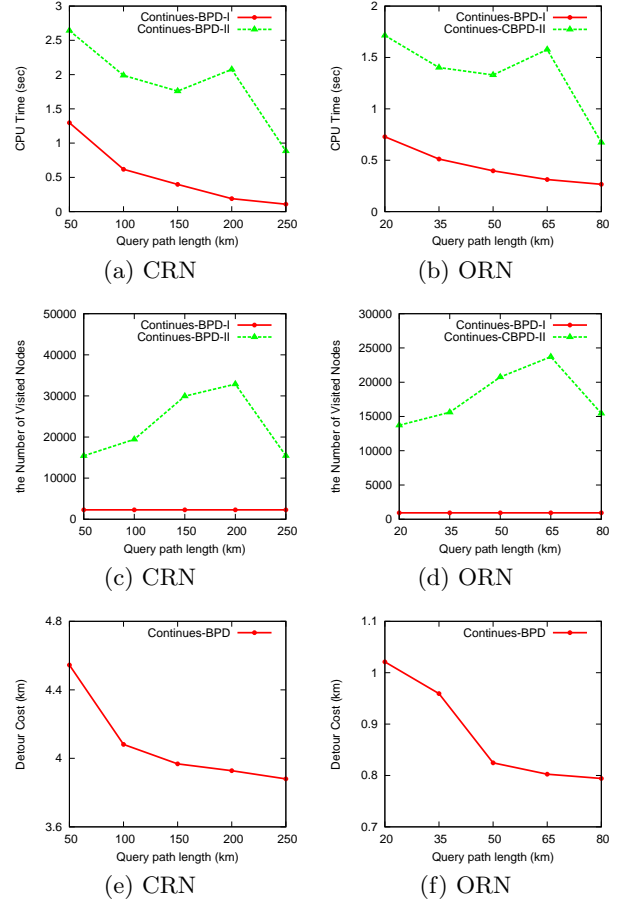 Continues-BPD-I
Continues-BPD-II
3
2.5
2
1.5
1
0.5
0
CPU Time (sec)
50 100 150 200 250
Query path length (km)
(a) CRN
Continues-BPD-I
Continues-CBPD-II
2
1.5
1
0.5
0
CPU Time (sec)
20 35 50 65 80
Query path length (km)
(b) ORN
Continues-BPD-I
Continues-BPD-II
50000
40000
30000
20000
10000
0
the Number of Visited Nodes
50 100 150 200 250
Query path length (km)
(c) CRN
Continues-BPD-I
Continues-CBPD-II
30000
25000
20000
15000
10000
5000
0
the Number of Visited Nodes
20 35 50 65 80
Query path length (km)
(d) ORN
Continues-BPD
4.8
4.4
4
3.6
Detour Cost (km)
50 100 150 200 250
Query path length (km)
(e) CRN
Continues-BPD
1.1
1
0.9
0.8
0.7
Detour Cost (km)
20 35 50 65 80
Query path length (km)
(f) ORN